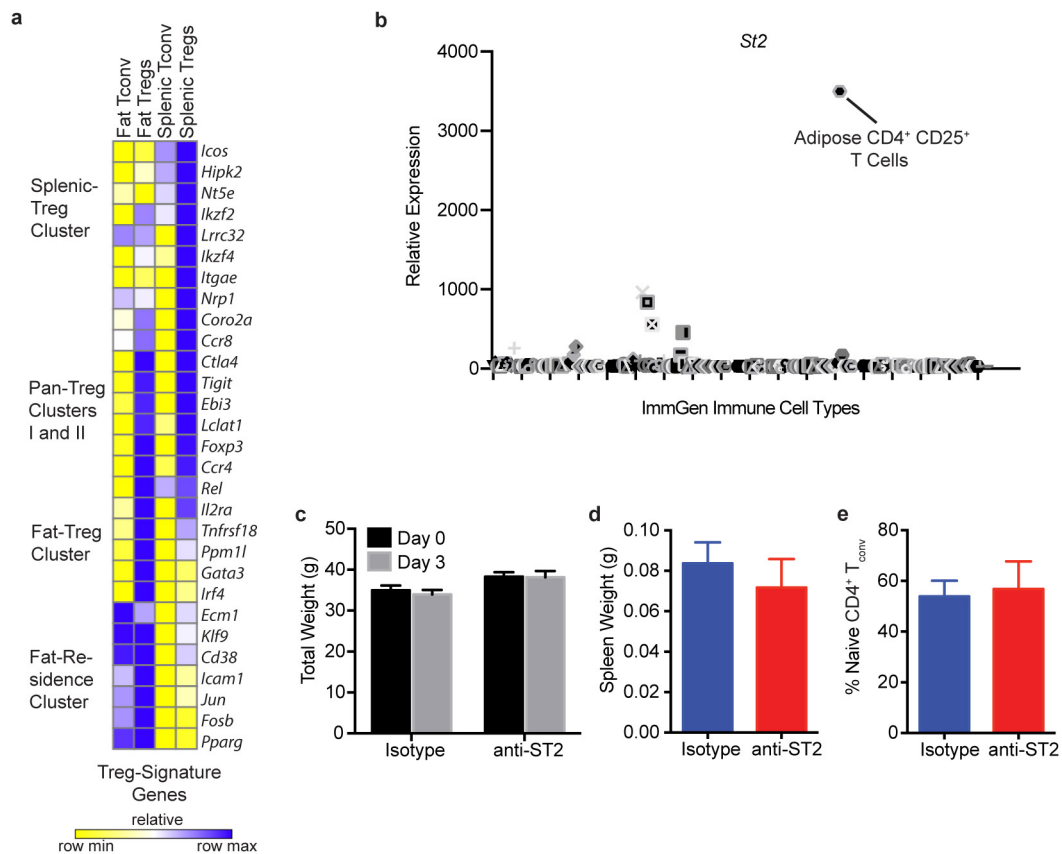 a
Fat Tconv
Fat Tregs
Splenic Tconv
Splenic Tregs
Splenic-
Treg
Cluster
Pan-Treg
Clusters
I and II
Fat-Treg
Cluster
Fat-Re-
sidence
Cluster
Icos
Hipk2
Nt5e
Ikzf2
Lrrc32
Ikzf4
Itgae
Nrp1
Coro2a
Ccr8
Ctla4
Tigit
Ebi3
Lclat1
Foxp3
Ccr4
Rel
Il2ra
Tnfrsf18
Ppm1l
Gata3
Irf4
Ecm1
Klf9
Cd38
Icam1
Jun
Fosb
Pparg
Treg-Signature
Genes
relative
row min row max
b
St2
Relative Expression
4000
3000
2000
1000
0
Adipose CD4+ CD25+
T Cells
ImmGen Immune Cell Types
c
Total Weight (g)
50
40
30
20
10
0
Day 0
Day 3
Isotype anti-ST2
d
Spleen Weight (g)
0.10
0.08
0.06
0.04
0.02
0.00
Isotype anti-ST2
e
% Naive CD4+ Tconv
80
60
40
20
0
Isotype anti-ST2